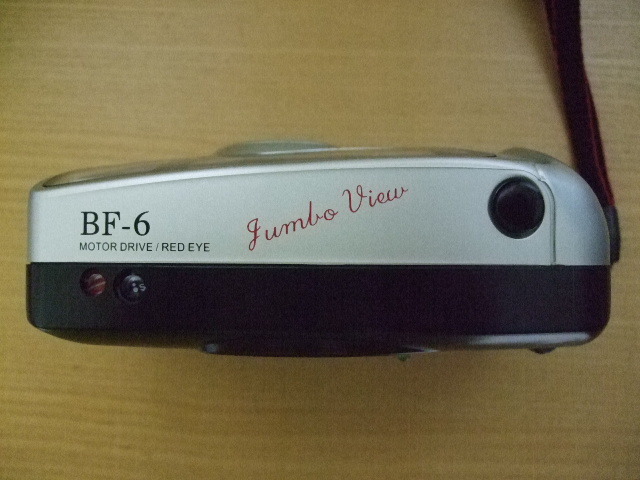 BF-6
MOTOR DRIVE / RED EYE
Jumbo View
S